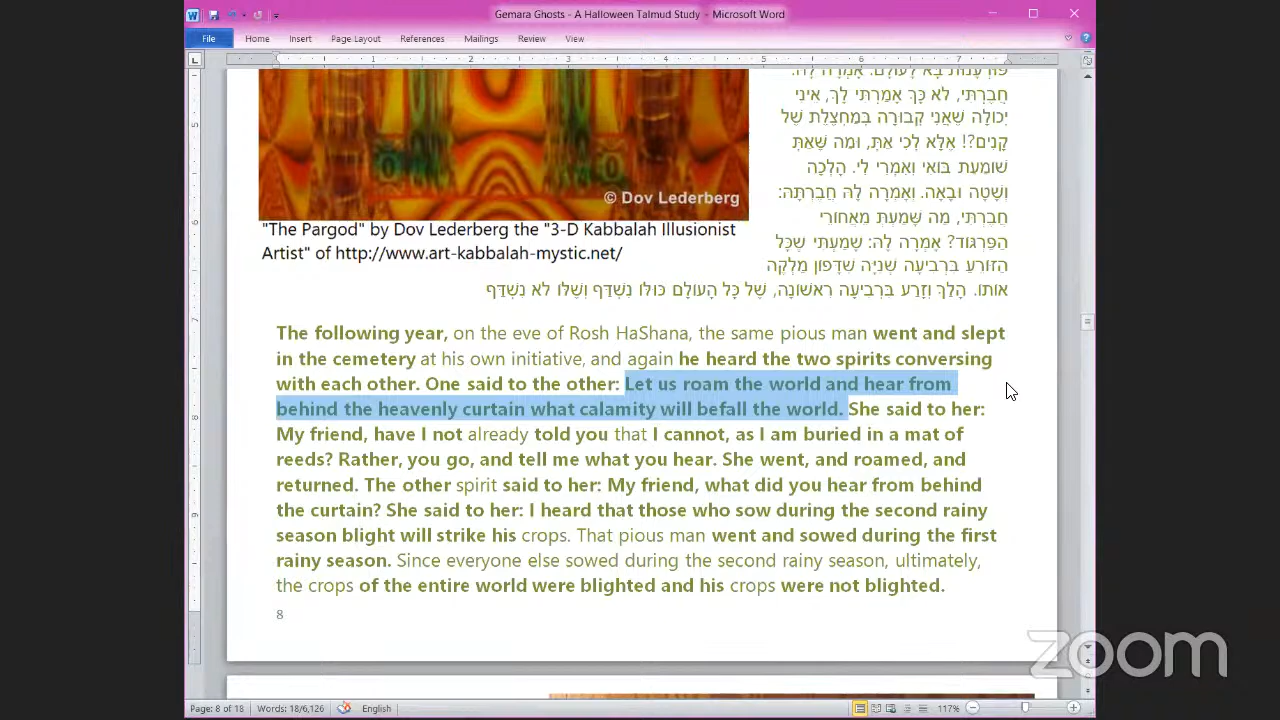 Gemara Ghosts - A Halloween Talmud Study - Microsoft Word
File Home Insert Page Layout References Mailings Review View
פורענות בא לעולם. אמרה לה:
חֲבֶרְתִּי, לֹא כָּךְ אָמַרְתִּי לָךְ, אֵינִי
יְכוֹלָה שֶׁאֲנִי קְבוּרָה בְּמַחְצֶלֶת שֶׁל
קָנִים?! אֶלָּא לְכִי אַתְּ, וּמַה שֶּׁאַתְּ
שׁוֹמַעַת בּוֹאִי וְאִמְרִי לִי. הָלְכָה
וְשָׁטָה וּבָאָה. וְאָמְרָה לָהּ חֲבֶרְתָּהּ:
חֲבֶרְתִּי, מַה שָּׁמַעְתְּ מֵאֲחוֹרֵי
הַפַּרְגּוֹד? אָמְרָה לָהּ: שָׁמַעְתִּי שֶׁכׇּל
הַזּוֹרֵעַ בִּרְבִיעָה שְׁנִיָּה שִׁדָּפוֹן מַלְקֶה
אוֹתוֹ. הָלַךְ וְזָרַע בִּרְבִיעָה רִאשׁוֹנָה, שֶׁל כׇּל הָעוֹלָם כּוּלּוֹ נִשְׁדַּף וְשֶׁלּוֹ לֹא נִשְׁדַּף
© Dov Lederberg
"The Pargod" by Dov Lederberg the "3-D Kabbalah Illusionist
Artist" of http://www.art-kabbalah-mystic.net/
The following year, on the eve of Rosh HaShana, the same pious man went and slept
in the cemetery at his own initiative, and again he heard the two spirits conversing
with each other. One said to the other: Let us roam the world and hear from
behind the heavenly curtain what calamity will befall the world. She said to her:
My friend, have I not already told you that I cannot, as I am buried in a mat of
reeds? Rather, you go, and tell me what you hear. She went, and roamed, and
returned. The other spirit said to her: My friend, what did you hear from behind
the curtain? She said to her: I heard that those who sow during the second rainy
season blight will strike his crops. That pious man went and sowed during the first
rainy season. Since everyone else sowed during the second rainy season, ultimately,
the crops of the entire world were blighted and his crops were not blighted.
8
Page: 8 of 18 Words: 18/6,126 English 117%
zoom